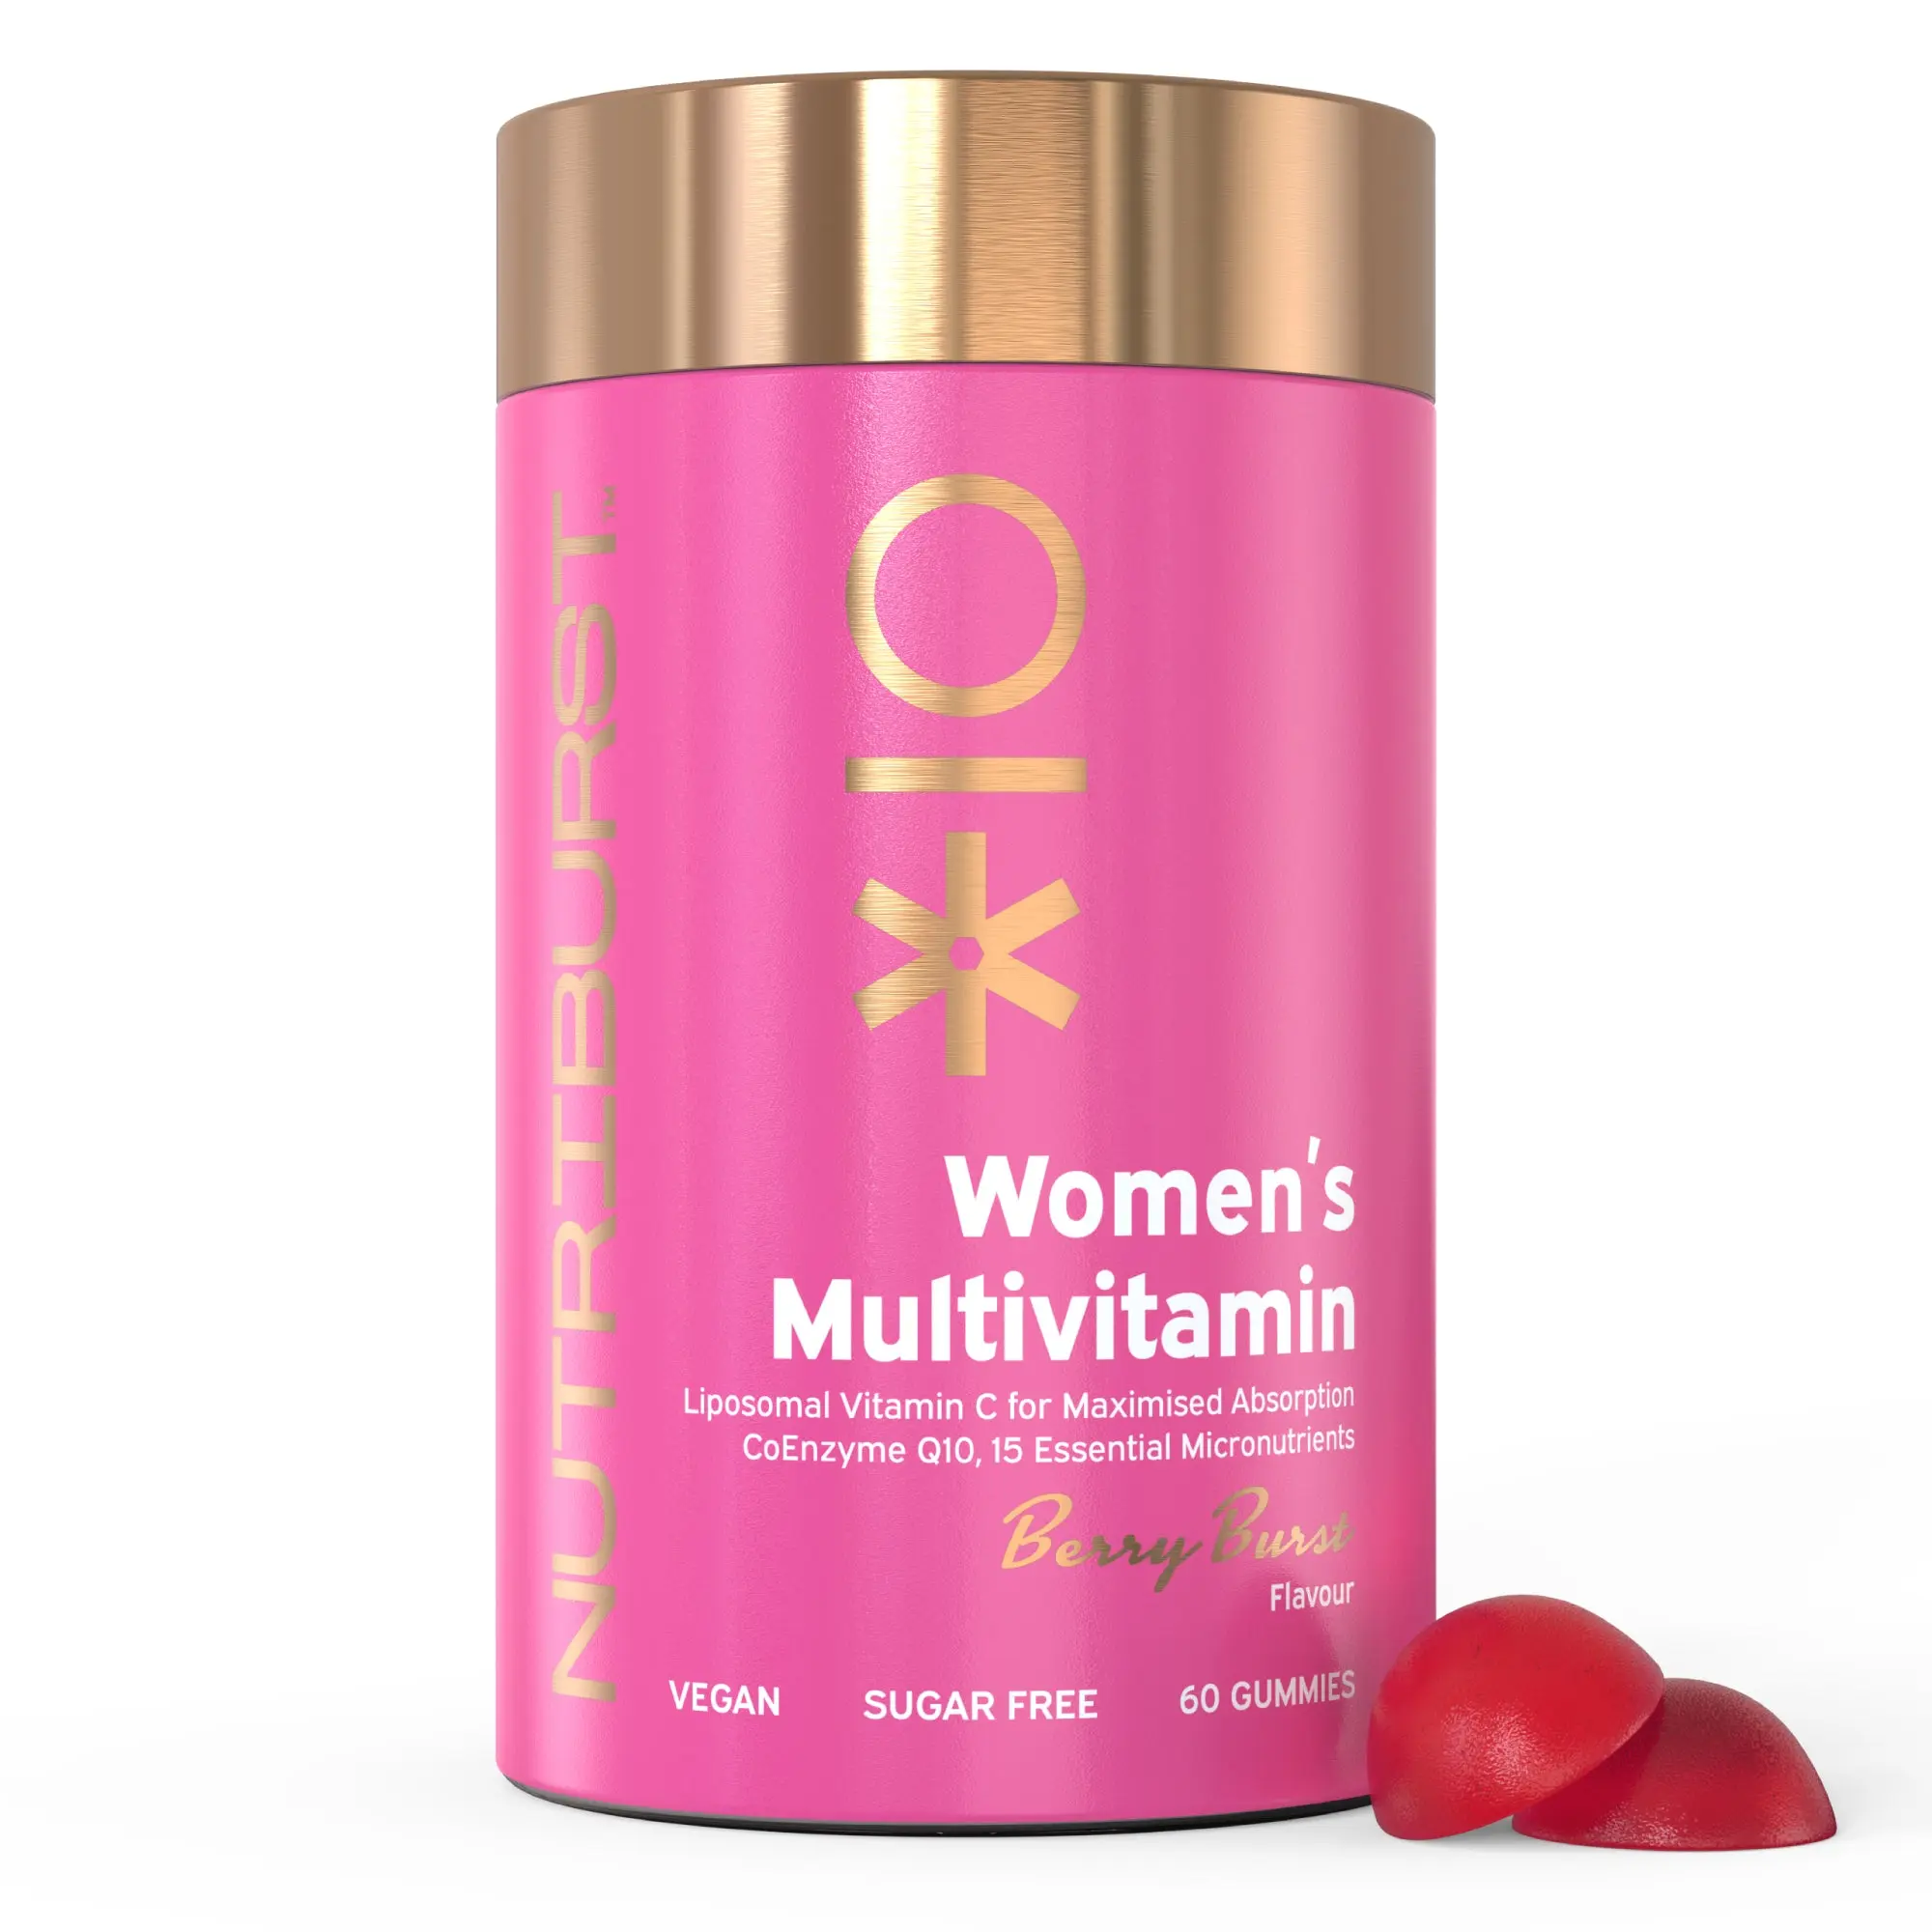 NUTRIBURST™
Women's
Multivitamin
Liposomal Vitamin C for Maximised Absorption
CoEnzyme Q10, 15 Essential Micronutrients
Berry Burst
Flavour
VEGAN SUGAR FREE 60 GUMMIES